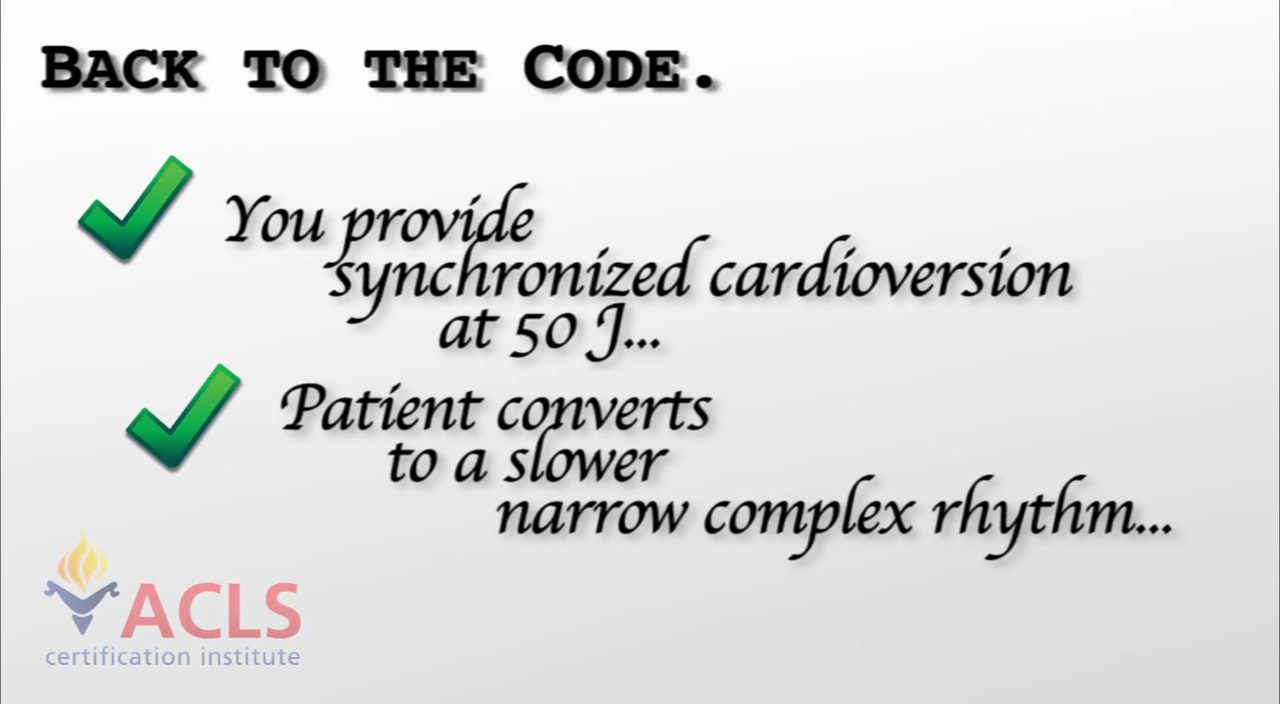 BACK TO THE CODE.
You provide
synchronized cardioversion
at 50 J...
Patient converts
to a slower
narrow complex rhythm...
ACLS
certification institute